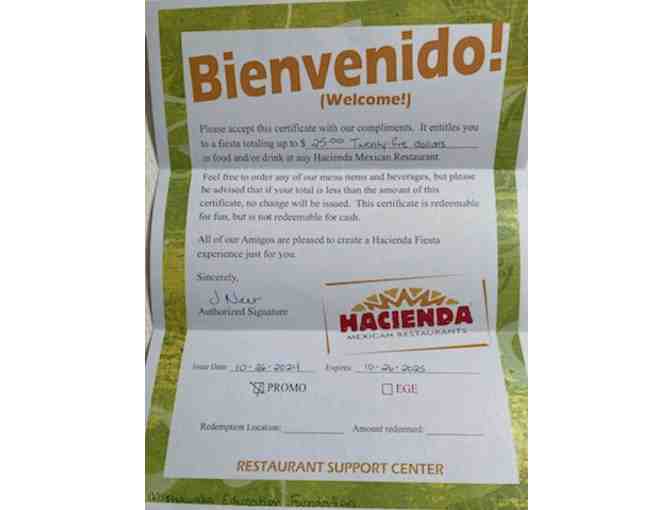 Bienvenido!
(Welcome!)
Please accept this certificate with our compliments. It entitles you
to a fiesta totaling up to $ 25.00 Twenty five dollars
in food and/or drink at any Hacienda Mexican Restaurant.
Feel free to order any of our menu items and beverages, but please
be advised that if your total is less than the amount of this
certificate, no change will be issued. This certificate is redeemable
for fun, but is not redeemable for cash.
All of our Amigos are pleased to create a Hacienda Fiesta
experience just for you.
Sincerely,
Authorized Signature
HACIENDA
MEXICAN RESTAURANTS
Issue Date 10-26-2024 Expires 10-26-2025
PROMO EGE
Redemption Location: Amount redeemed:
RESTAURANT SUPPORT CENTER
Mishawaka Education Foundation